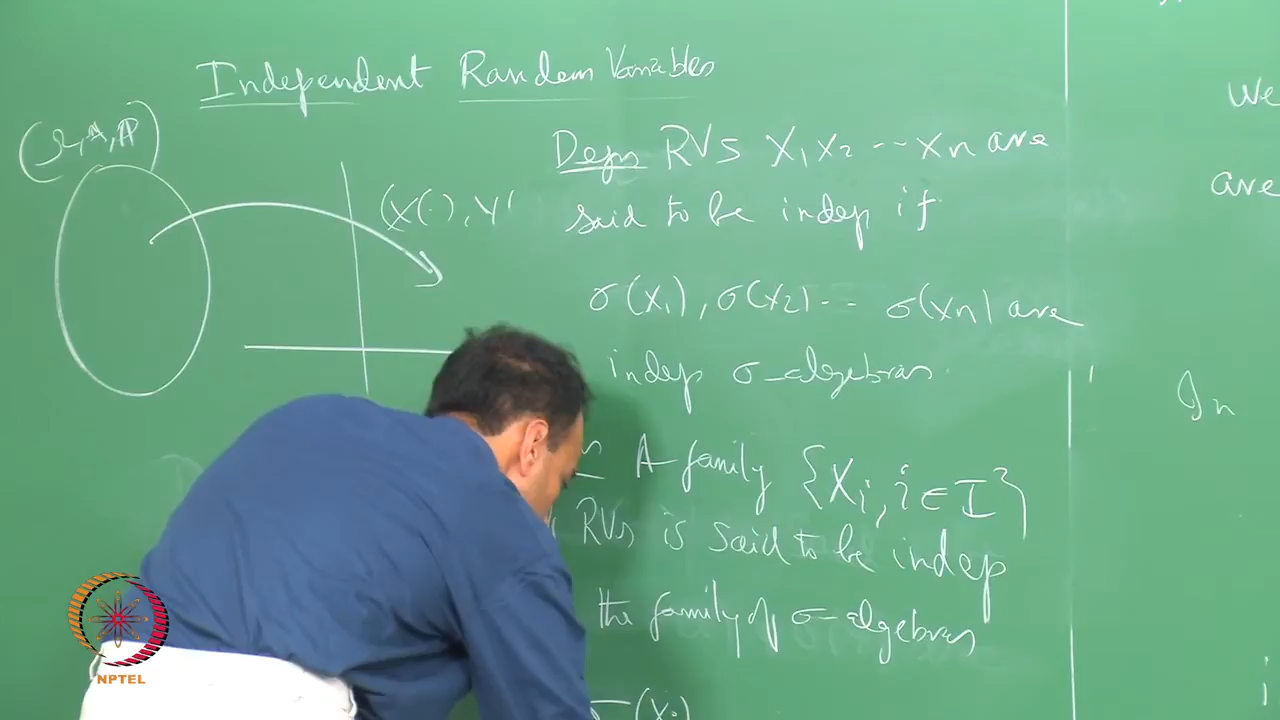 Independent Random Variables
(Ω, A, P)
(X(·), Y(
Defn RVs X1 X2 -- Xn are
said to be indep if
σ(X1), σ(X2) -- σ(Xn) are
indep σ-algebras.
A family {Xi, i ∈ I}
RVs is said to be indep
the family of σ-algebras
σ(Xi)
We
are
In
NPTEL